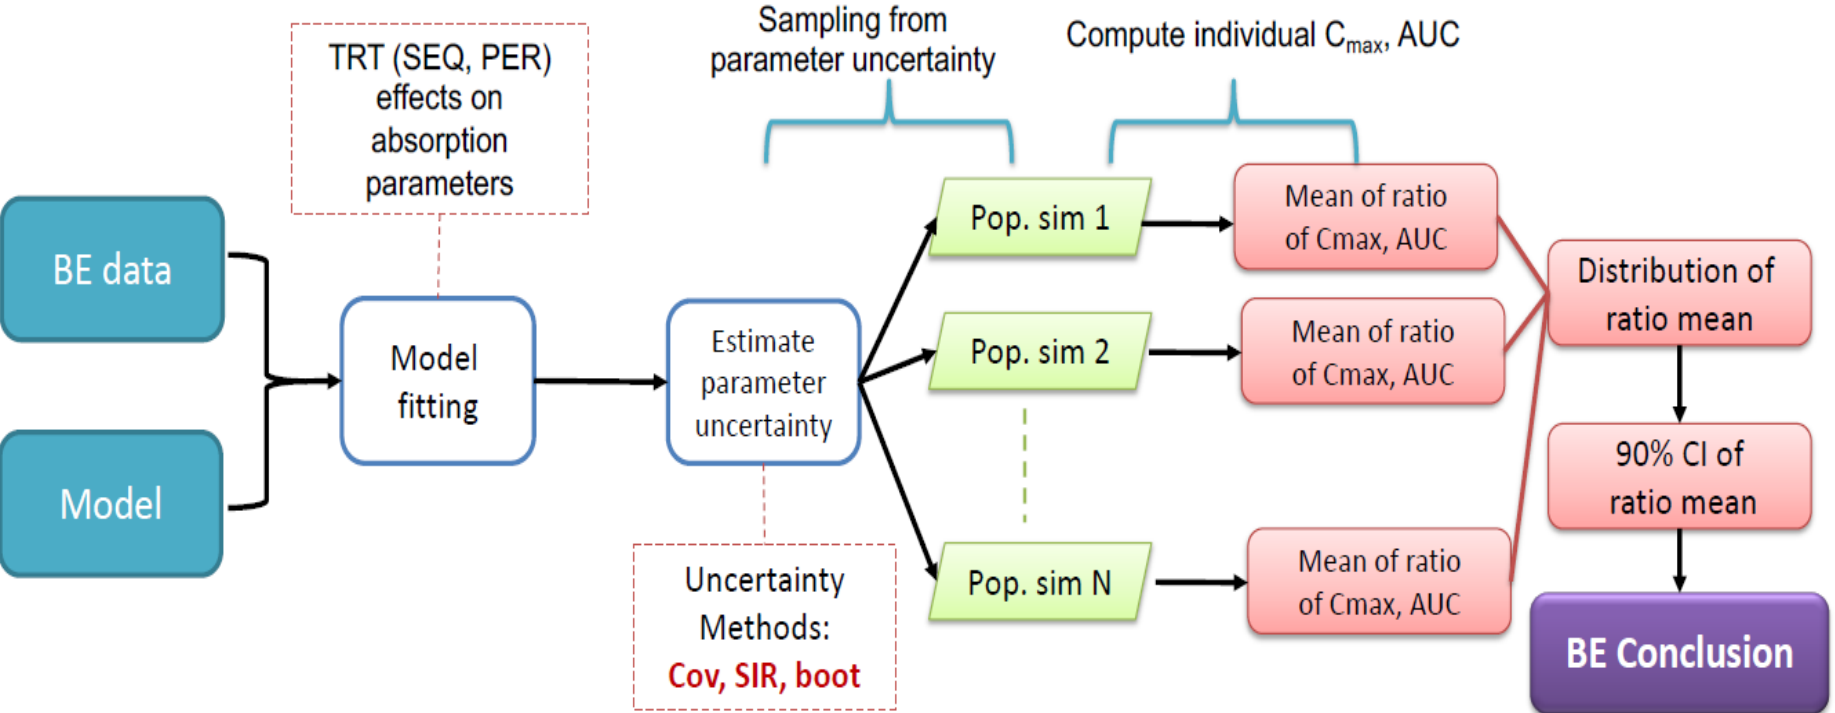 Sampling from
parameter uncertainty
Compute individual Cmax, AUC
TRT (SEQ, PER)
effects on
absorption
parameters
BE data
Model
Model
fitting
Estimate
parameter
uncertainty
Uncertainty
Methods:
Cov, SIR, boot
Pop. sim 1
Mean of ratio
of Cmax, AUC
Pop. sim 2
Mean of ratio
of Cmax, AUC
Pop. sim N
Mean of ratio
of Cmax, AUC
Distribution of
ratio mean
90% CI of
ratio mean
BE Conclusion